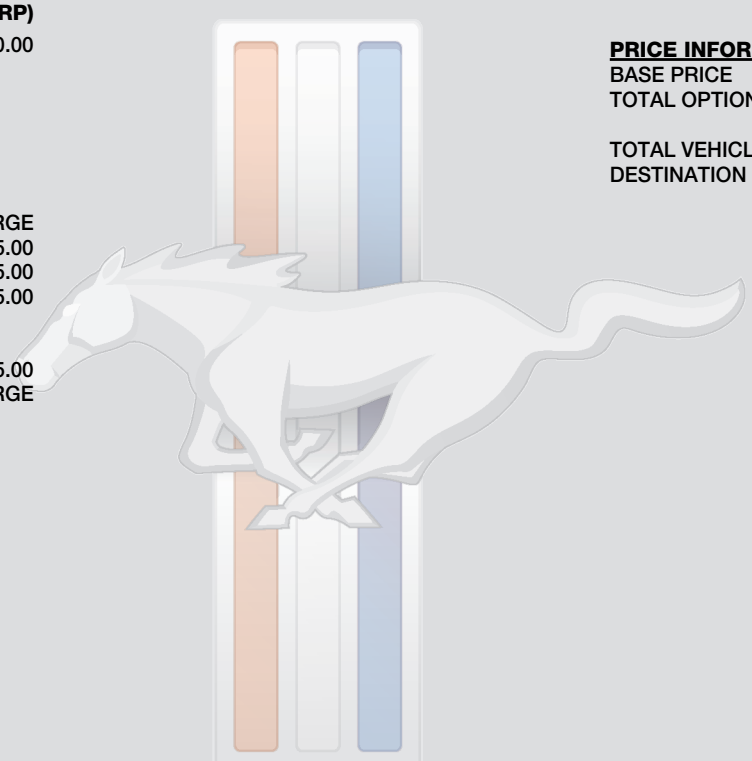 RP)
0.00
RGE
5.00
5.00
5.00
5.00
RGE
PRICE INFOR
BASE PRICE
TOTAL OPTION
TOTAL VEHICL
DESTINATION